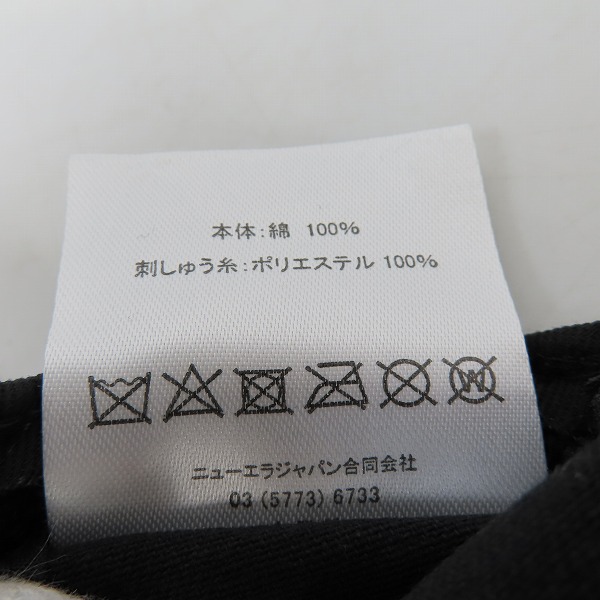 本体:綿 100%
刺しゅう糸:ポリエステル 100%
W
ニューエラジャパン合同会社
03 (5773) 6733